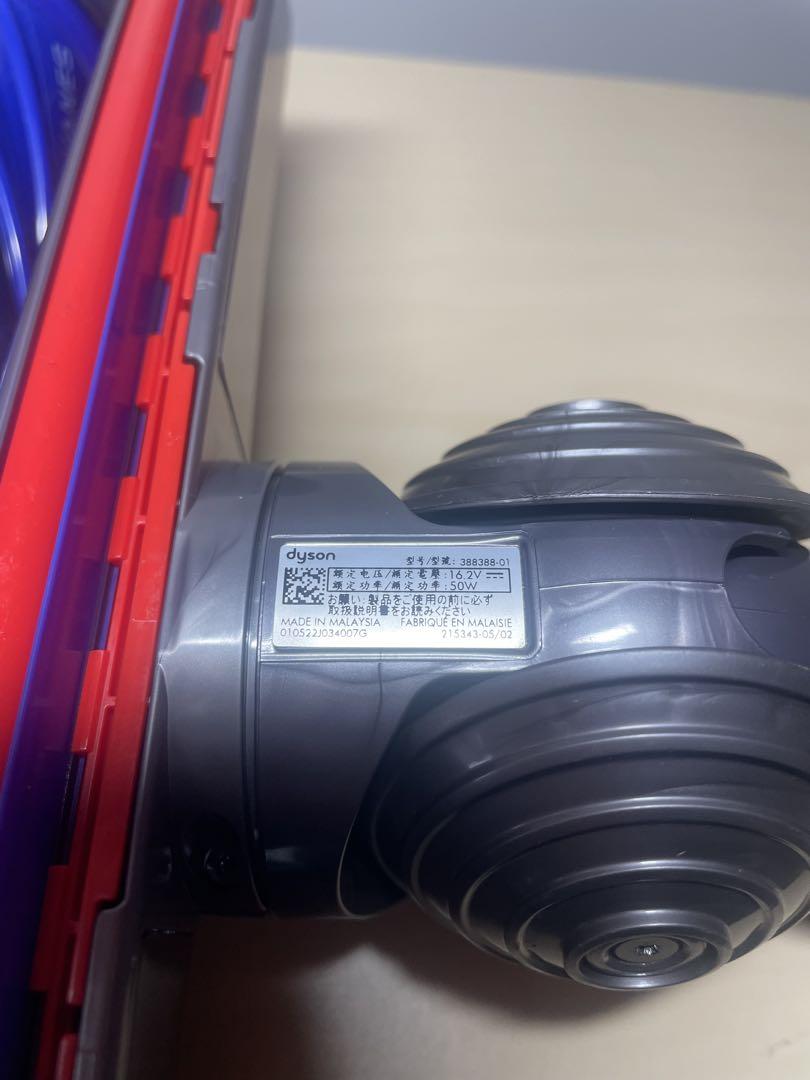 dyson
型号/型號: 388388-01
额定电压/額定電壓:16.2V
额定功率/額定功率:50W
お願い:製品をご使用の前に必ず
取扱説明書をお読みください
MADE IN MALAYSIA FABRIQUÉ EN MALAISIE
010522J034007G 215343-05/02